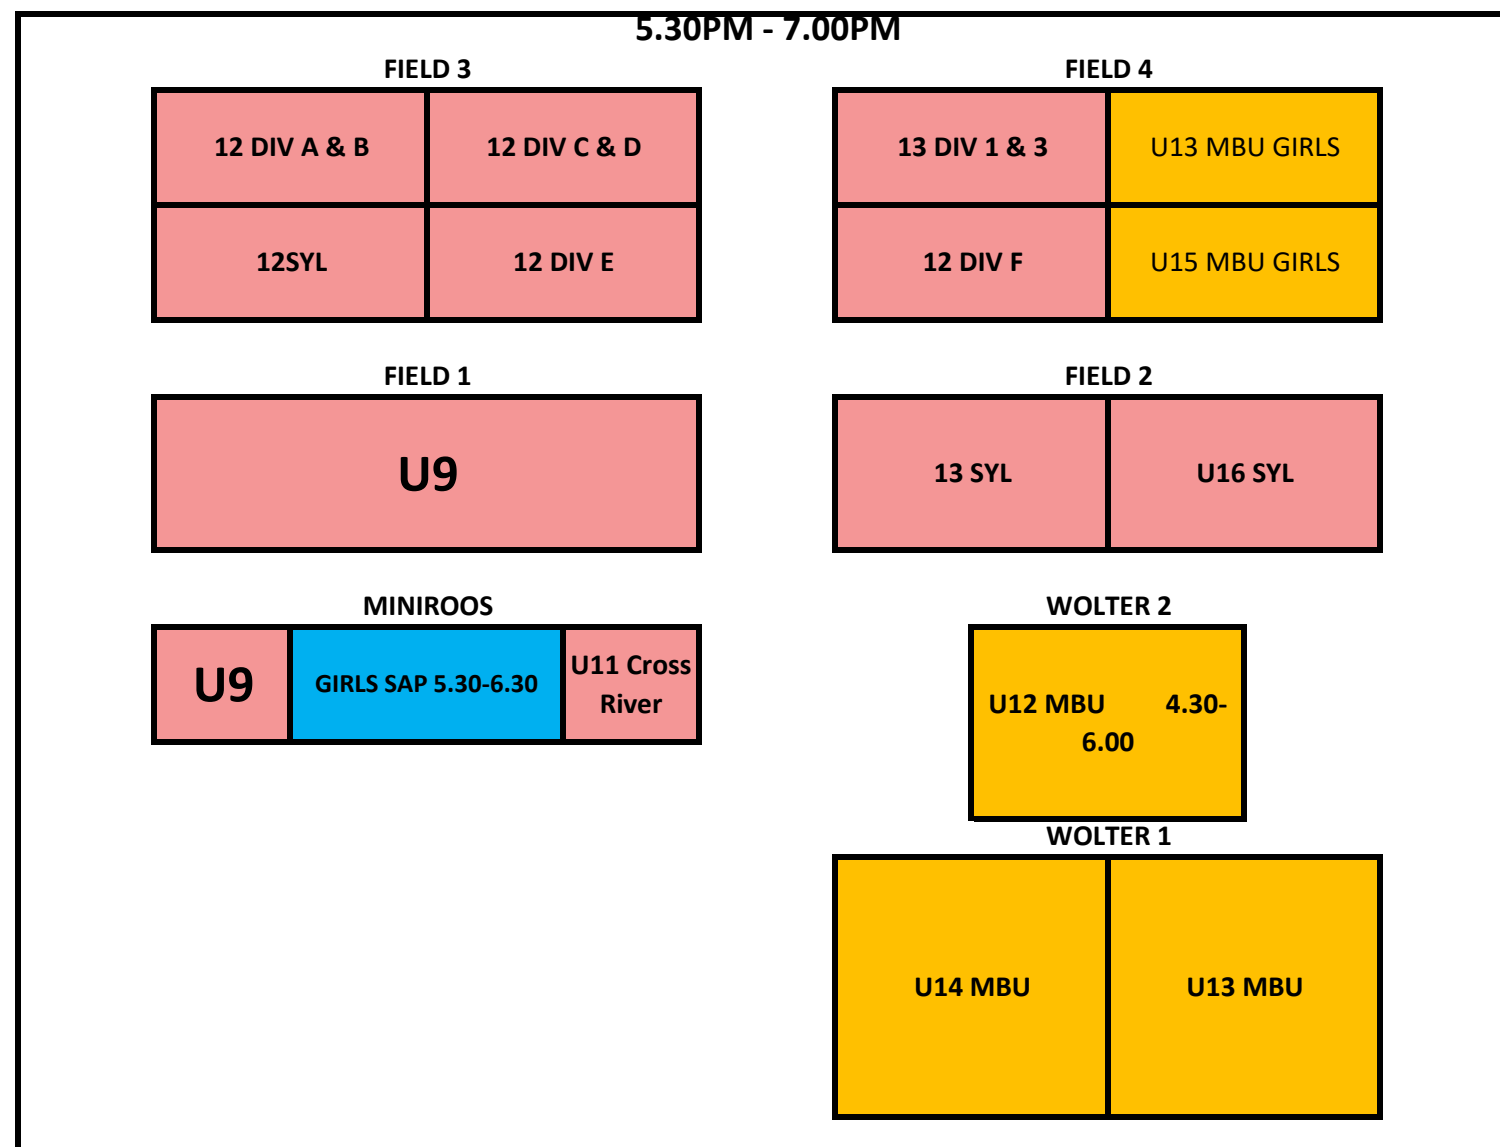 5.30PM - 7.00PM
FIELD 3
FIELD 4
12 DIV A & B
12 DIV C & D
13 DIV 1 & 3
U13 MBU GIRLS
12SYL
12 DIV E
12 DIV F
U15 MBU GIRLS
FIELD 1
FIELD 2
U9
13 SYL
U16 SYL
MINIROOS
WOLTER 2
U9
GIRLS SAP 5.30-6.30
U11 Cross
River
U12 MBU 4.30-
6.00
WOLTER 1
U14 MBU
U13 MBU